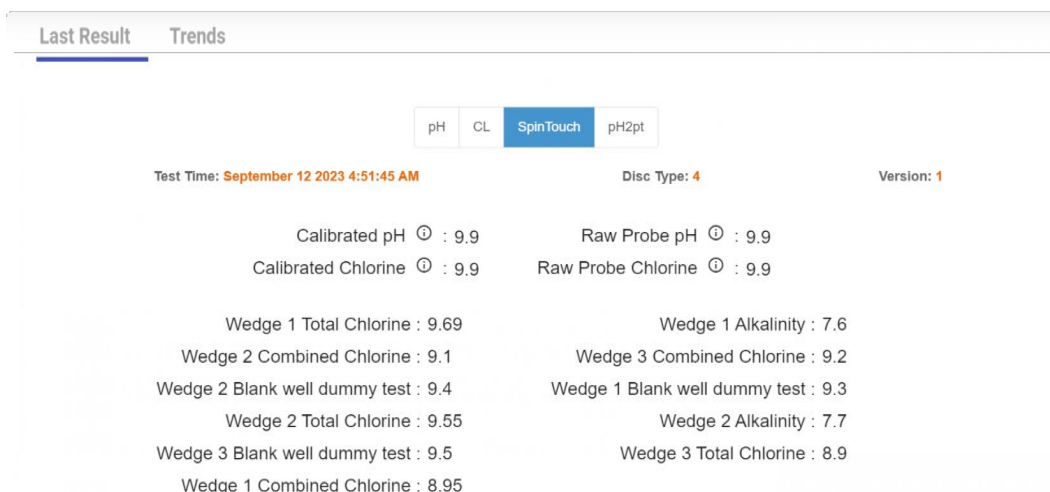 Last Result Trends
pH CL SpinTouch pH2pt
Test Time: September 12 2023 4:51:45 AM Disc Type: 4 Version: 1
Calibrated pH : 9.9 Raw Probe pH : 9.9
Calibrated Chlorine : 9.9 Raw Probe Chlorine : 9.9
Wedge 1 Total Chlorine : 9.69 Wedge 1 Alkalinity : 7.6
Wedge 2 Combined Chlorine : 9.1 Wedge 3 Combined Chlorine : 9.2
Wedge 2 Blank well dummy test : 9.4 Wedge 1 Blank well dummy test : 9.3
Wedge 2 Total Chlorine : 9.55 Wedge 2 Alkalinity : 7.7
Wedge 3 Blank well dummy test : 9.5 Wedge 3 Total Chlorine : 8.9
Wedge 1 Combined Chlorine : 8.95